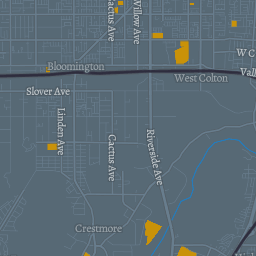 Cactus Ave
Willow Ave
W C
Bloomington
Vall
West Colton
Slover Ave
Linden Ave
Cactus Ave
Riverside Ave
Crestmore